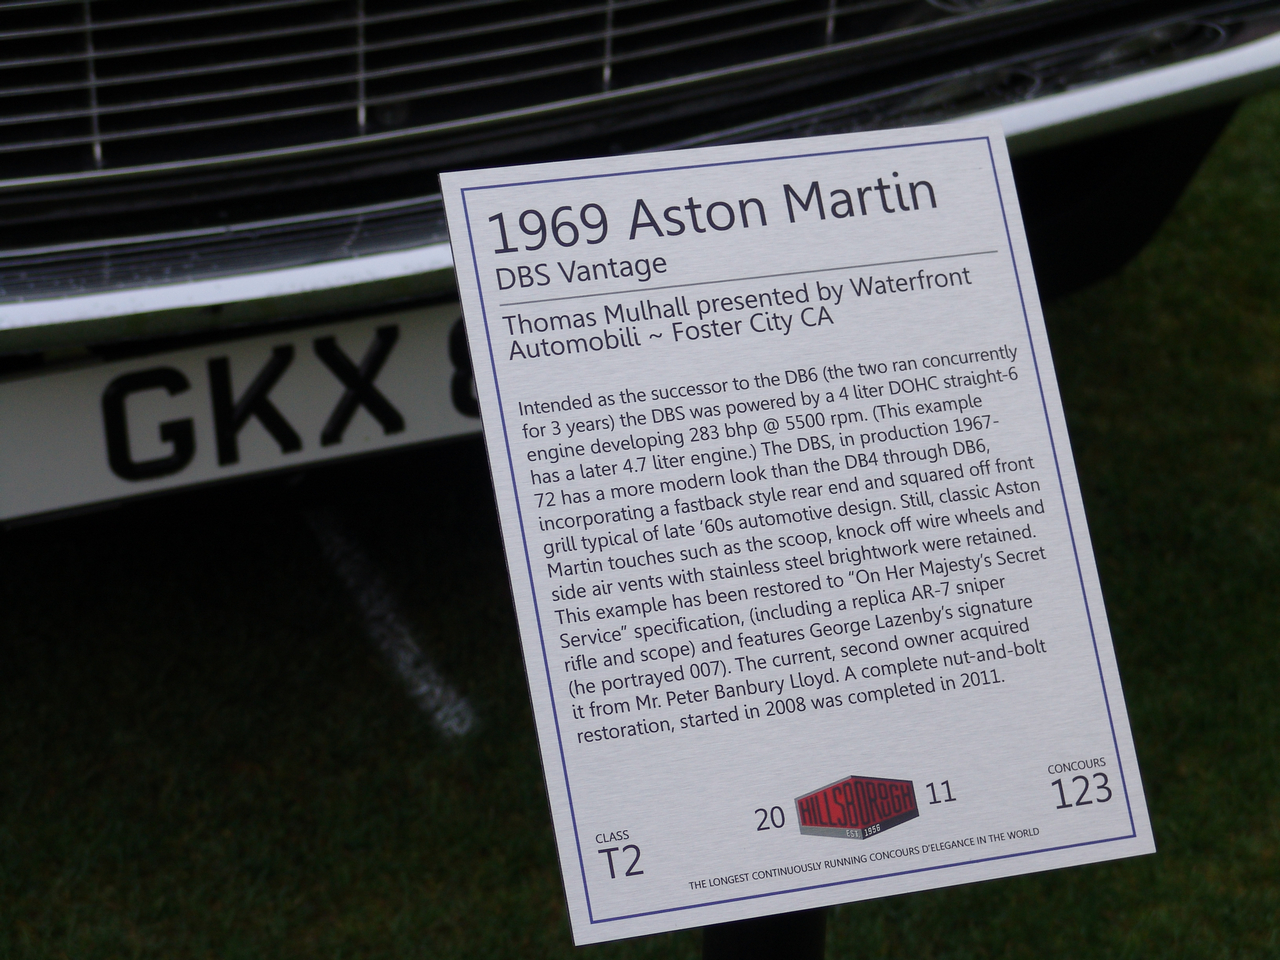 GKX
1969 Aston Martin
DBS Vantage
Thomas Mulhall presented by Waterfront
Automobili ~ Foster City CA
Intended as the successor to the DB6 (the two ran concurrently
for 3 years) the DBS was powered by a 4 liter DOHC straight-6
engine developing 283 bhp @ 5500 rpm. (This example
has a later 4.7 liter engine.) The DBS, in production 1967-
72 has a more modern look than the DB4 through DB6,
incorporating a fastback style rear end and squared off front
grill typical of late '60s automotive design. Still, classic Aston
Martin touches such as the scoop, knock off wire wheels and
side air vents with stainless steel brightwork were retained.
This example has been restored to "On Her Majesty's Secret
Service" specification, (including a replica AR-7 sniper
rifle and scope) and features George Lazenby's signature
(he portrayed 007). The current, second owner acquired
it from Mr. Peter Banbury Lloyd. A complete nut-and-bolt
restoration, started in 2008 was completed in 2011.
CLASS
T2
20
HILLSBOROUGH
EST. 1956
11
CONCOURS
123
THE LONGEST CONTINUOUSLY RUNNING CONCOURS D'ELEGANCE IN THE WORLD